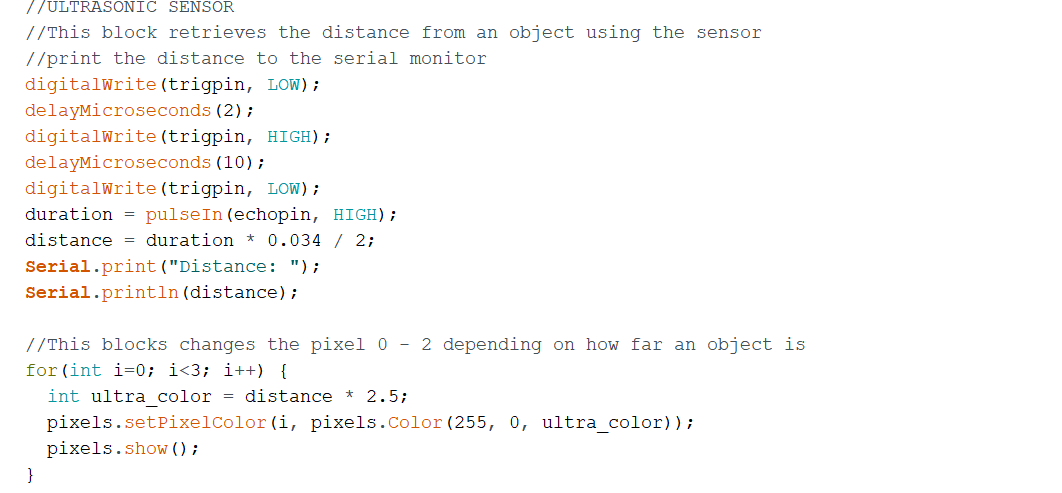 //ULTRASONIC SENSOR
//This block retrieves the distance from an object using the sensor
//print the distance to the serial monitor
digitalWrite(trigpin, LOW);
delayMicroseconds(2);
digitalWrite(trigpin, HIGH);
delayMicroseconds(10);
digitalWrite(trigpin, LOW);
duration = pulseIn(echopin, HIGH);
distance = duration * 0.034 / 2;
Serial.print("Distance: ");
Serial.println(distance);

//This blocks changes the pixel 0 - 2 depending on how far an object is
for(int i=0; i<3; i++) {
  int ultra_color = distance * 2.5;
  pixels.setPixelColor(i, pixels.Color(255, 0, ultra_color));
  pixels.show();
}